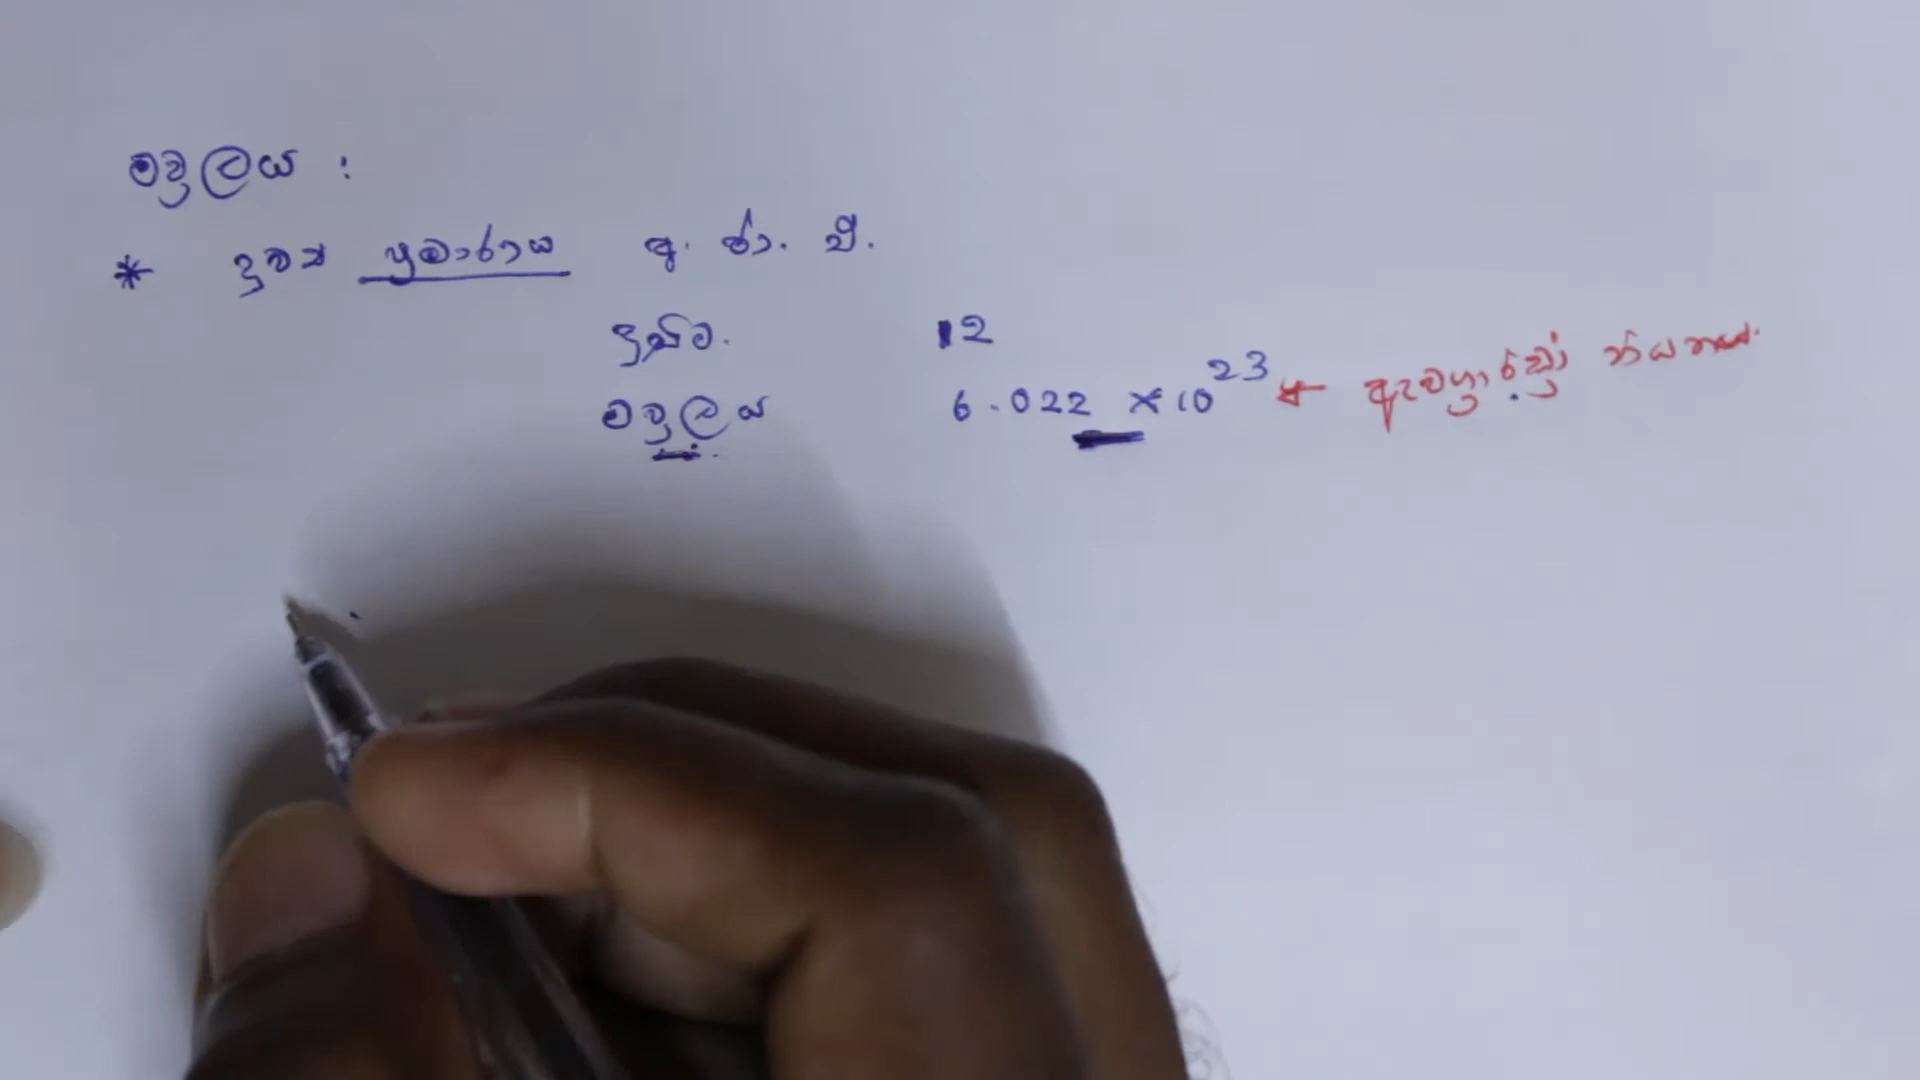 මවුලය :
* ද්‍රව්‍ය ප්‍රමාණය අ. ජා. ඒ.
දුසිම. 12
මවුලය 6.022 × 10²³ ← ඇවගාඩ්‍රෝ නියතය.